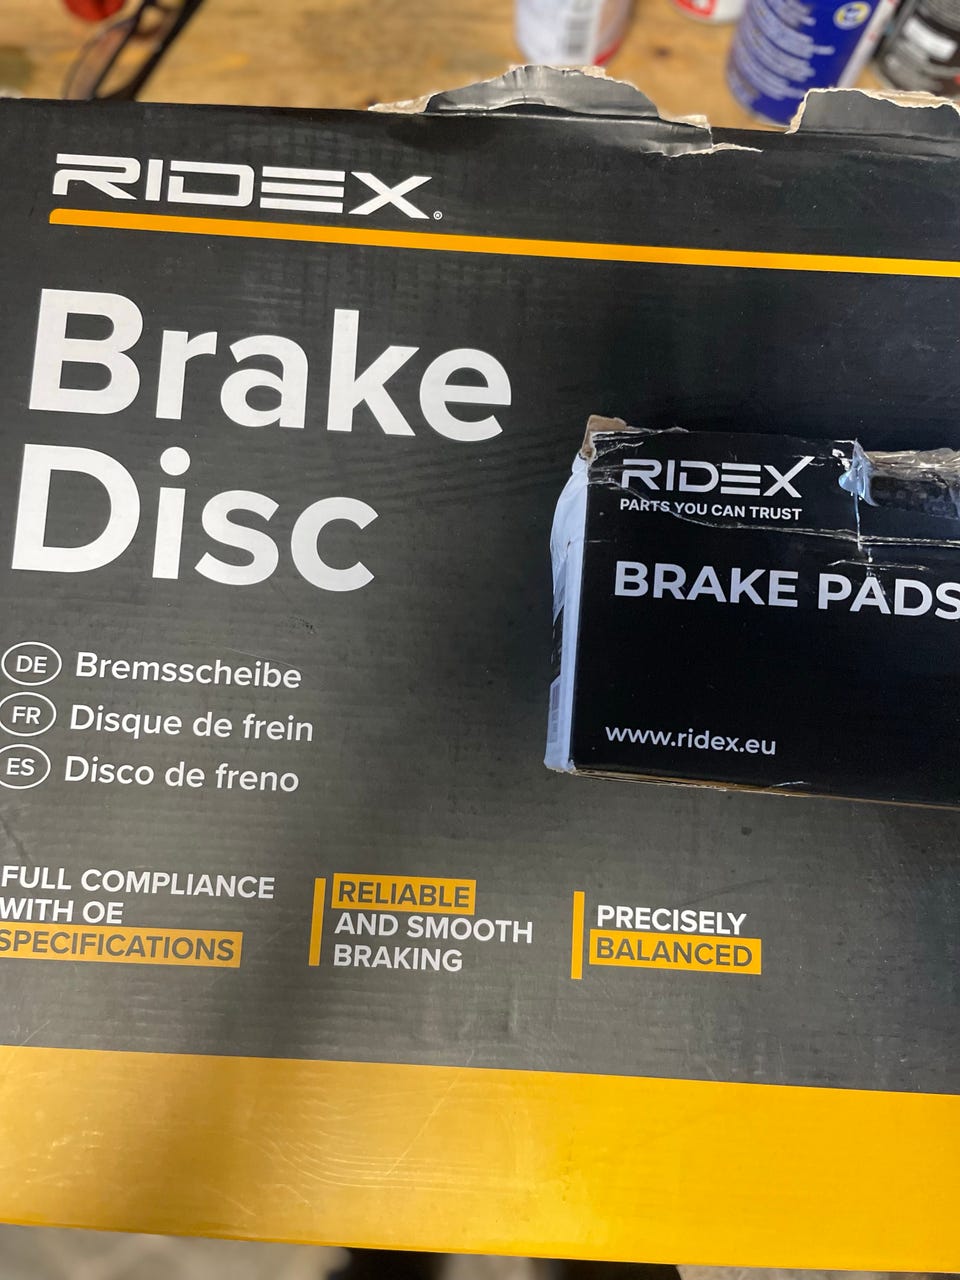 RIDEX®
Brake
Disc
DE Bremsscheibe
FR Disque de frein
ES Disco de freno
FULL COMPLIANCE
WITH OE
SPECIFICATIONS
RELIABLE
AND SMOOTH
BRAKING
PRECISELY
BALANCED
RIDEX
PARTS YOU CAN TRUST
BRAKE PADS
www.ridex.eu